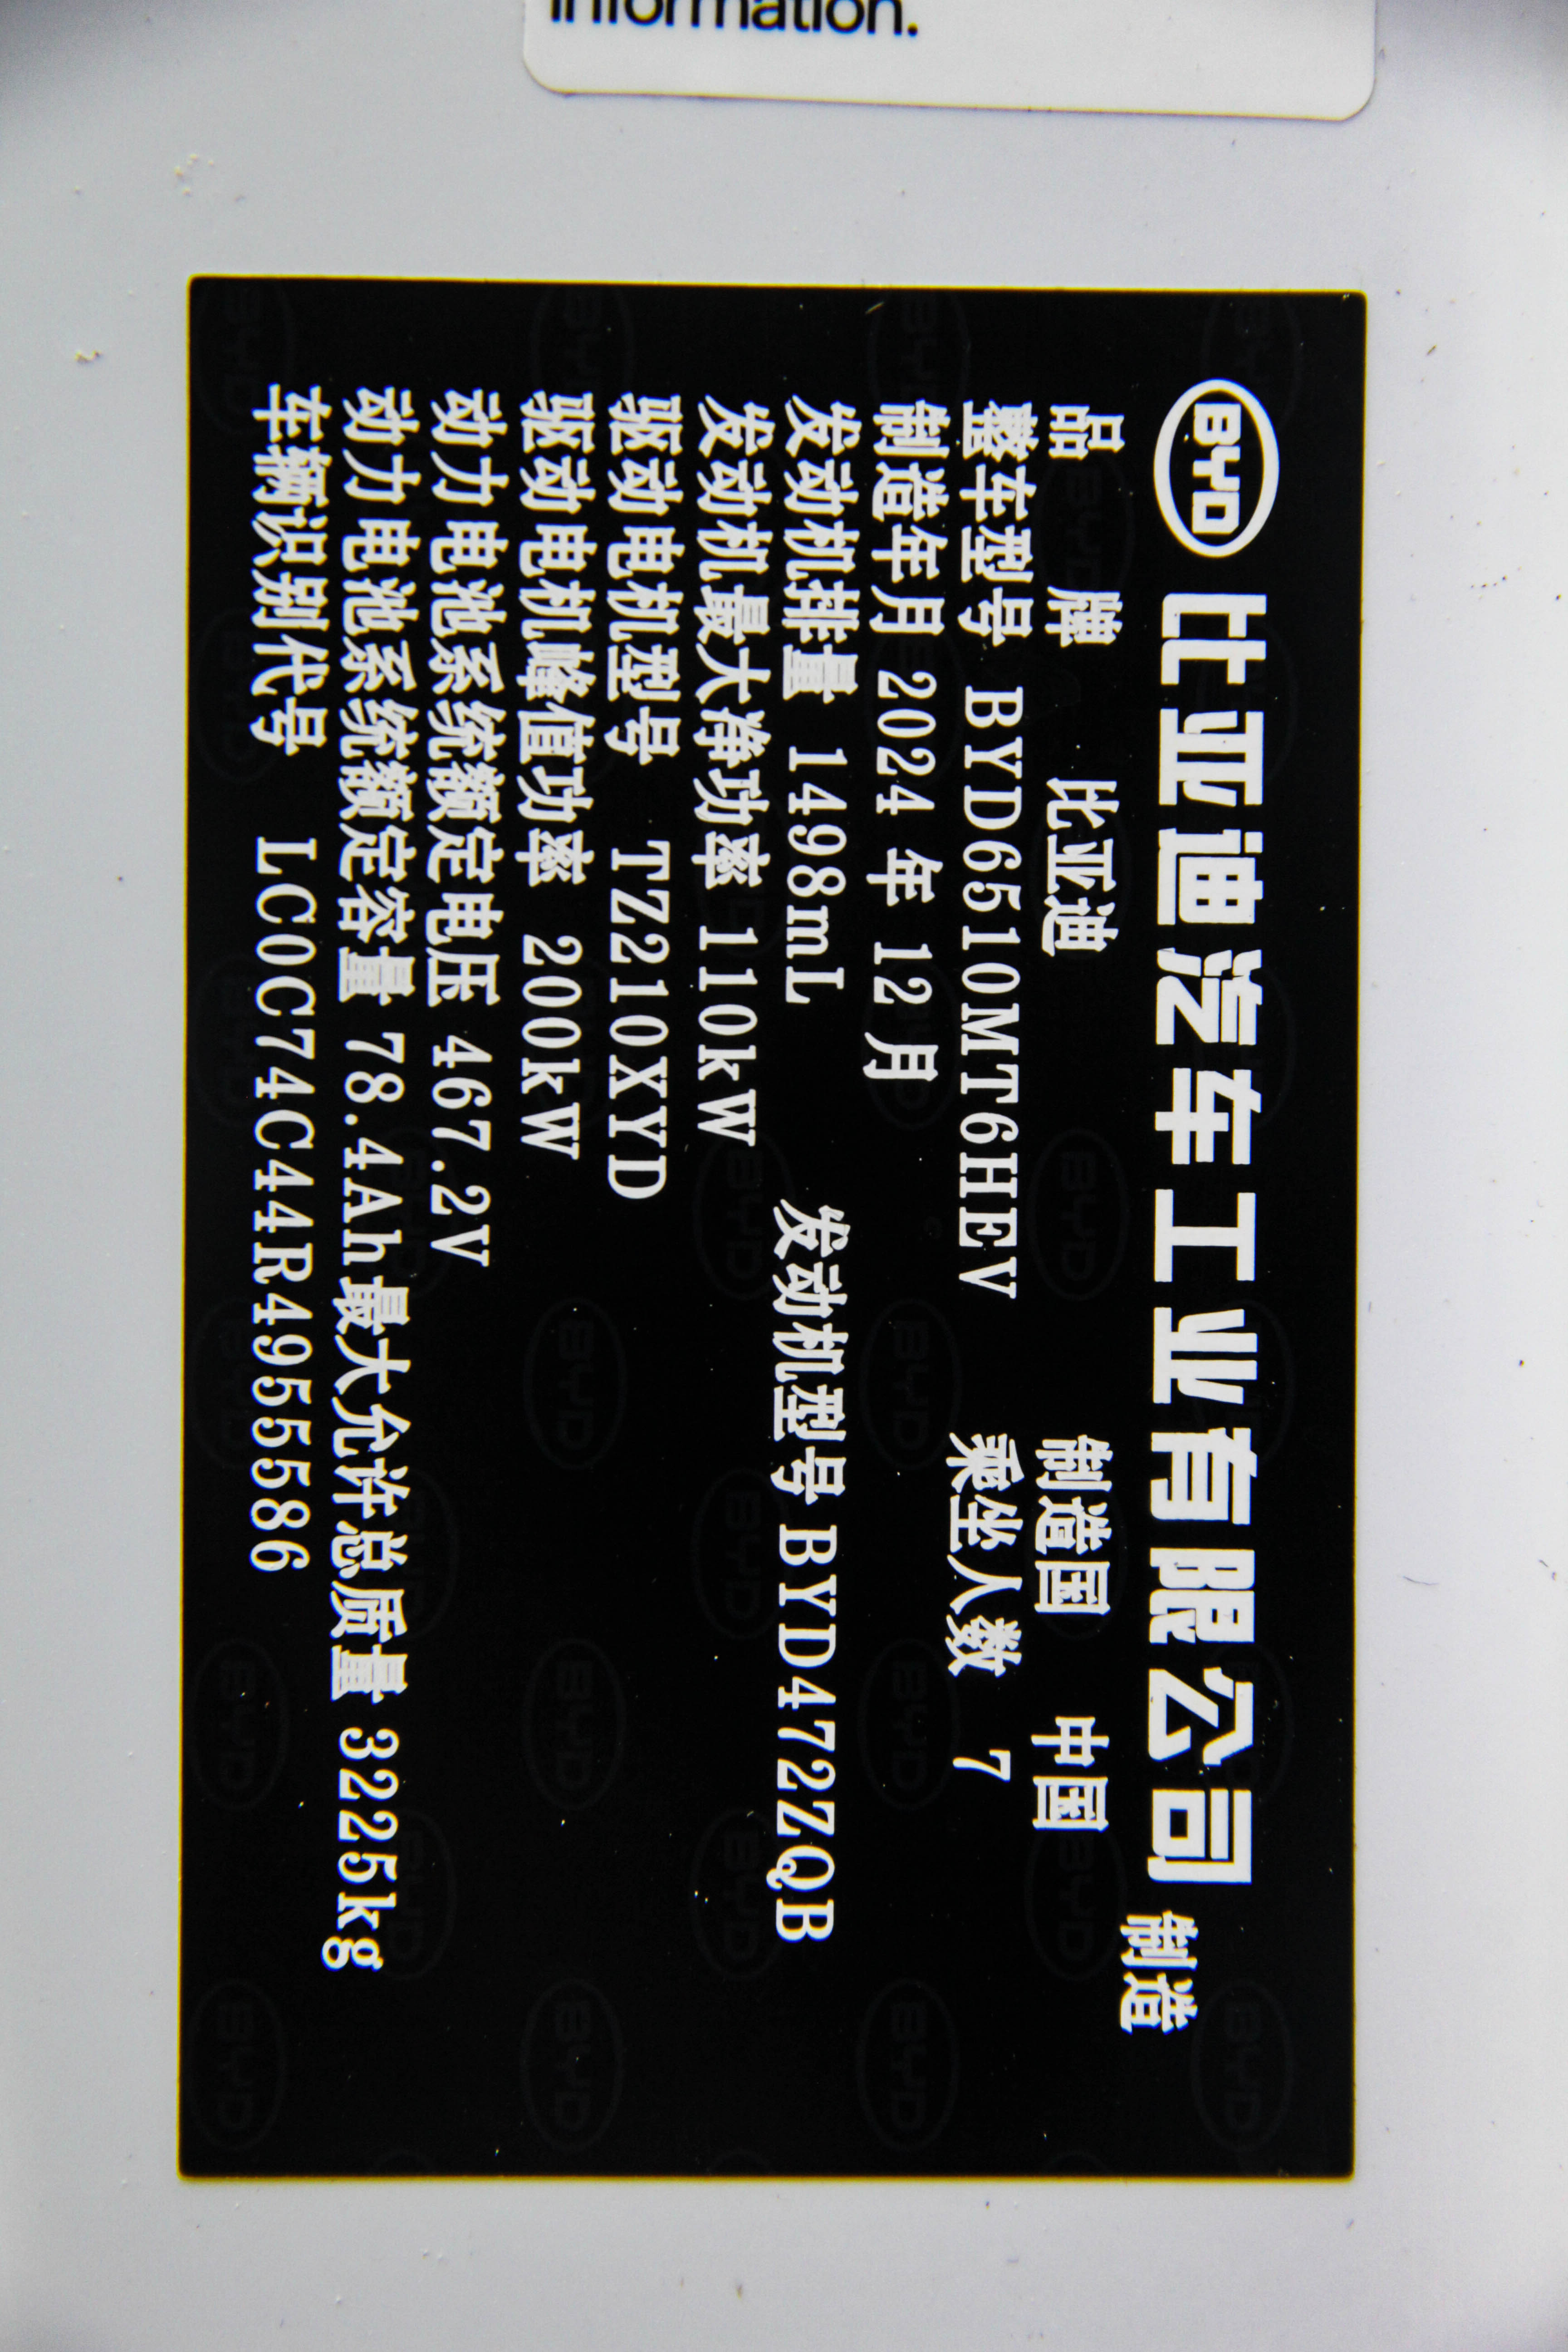 information.
BYD 比亚迪汽车工业有限公司 制造
品 牌 比亚迪 制造国 中国
整车型号 BYD6510MT6HEV 乘坐人数 7
制造年月 2024 年 12 月
发动机排量 1498mL 发动机型号 BYD472ZQB
发动机最大净功率 110kW
驱动电机型号 TZ210XYD
驱动电机峰值功率 200kW
动力电池系统额定电压 467.2V
动力电池系统额定容量 78.4Ah最大允许总质量 3225kg
车辆识别代号 LC0C74C44R4955586